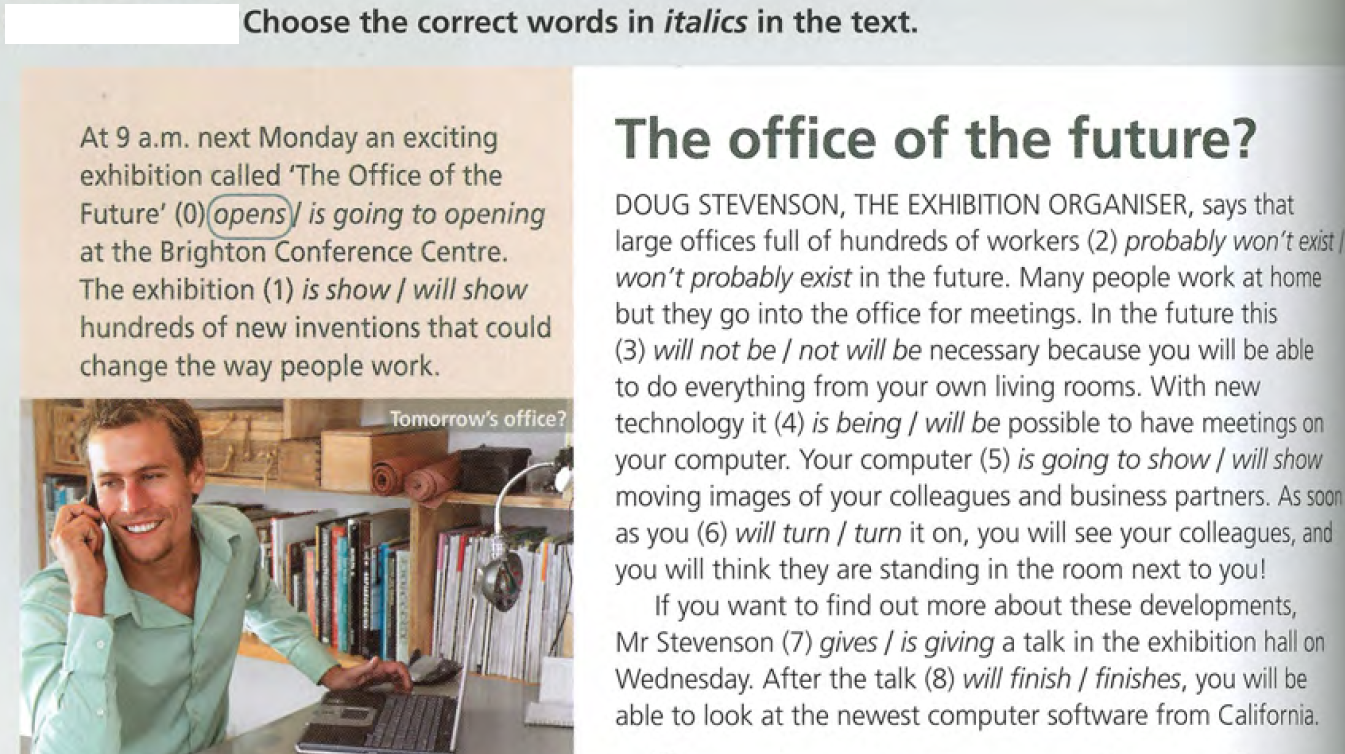 Choose the correct words in italics in the text.
At 9 a.m. next Monday an exciting
exhibition called ‘The Office of the
Future’ (0) opens / is going to opening
at the Brighton Conference Centre.
The exhibition (1) is show / will show
hundreds of new inventions that could
change the way people work.
Tomorrow’s office?
The office of the future?
DOUG STEVENSON, THE EXHIBITION ORGANISER, says that
large offices full of hundreds of workers (2) probably won’t exist /
won’t probably exist in the future. Many people work at home
but they go into the office for meetings. In the future this
(3) will not be / not will be necessary because you will be able
to do everything from your own living rooms. With new
technology it (4) is being / will be possible to have meetings on
your computer. Your computer (5) is going to show / will show
moving images of your colleagues and business partners. As soon
as you (6) will turn / turn it on, you will see your colleagues, and
you will think they are standing in the room next to you!
If you want to find out more about these developments,
Mr Stevenson (7) gives / is giving a talk in the exhibition hall on
Wednesday. After the talk (8) will finish / finishes, you will be
able to look at the newest computer software from California.